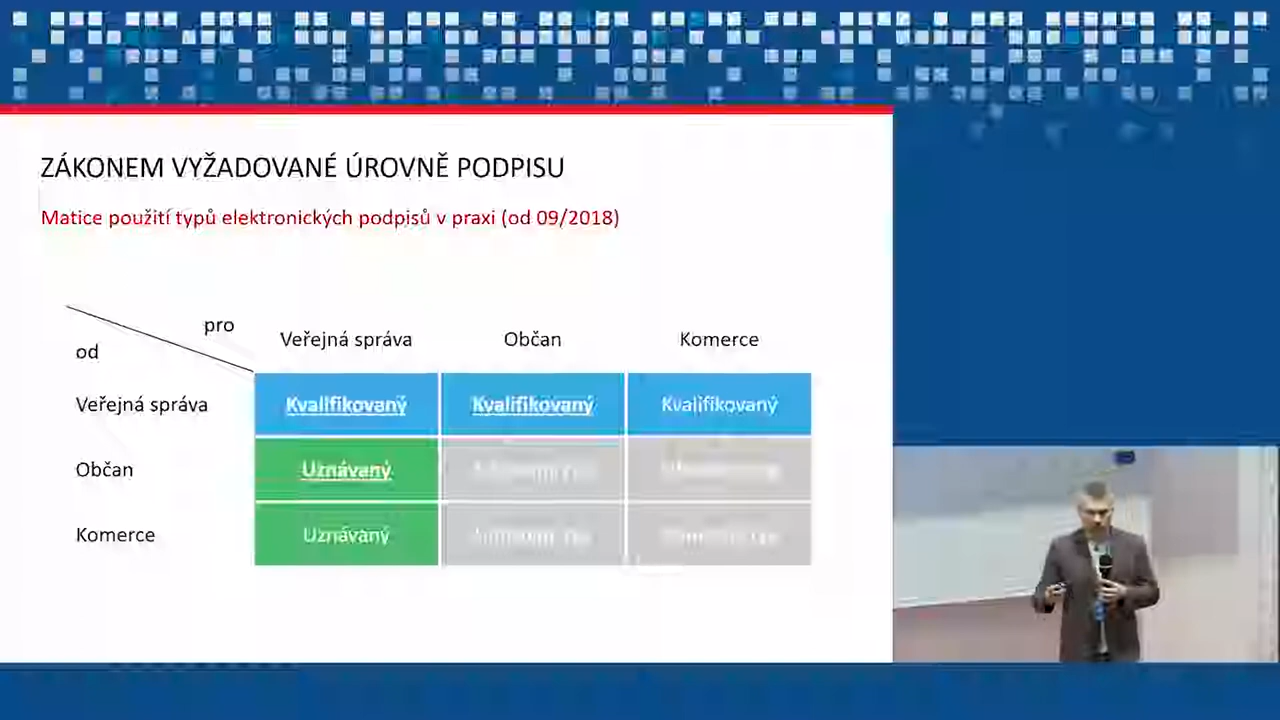 ZÁKONEM VYŽADOVANÉ ÚROVNĚ PODPISU
Matice použití typů elektronických podpisů v praxi (od 09/2018)
pro
od
Veřejná správa Občan Komerce
Veřejná správa Kvalifikovaný Kvalifikovaný Kvalifikovaný
Občan Uznávaný
Komerce Uznávaný